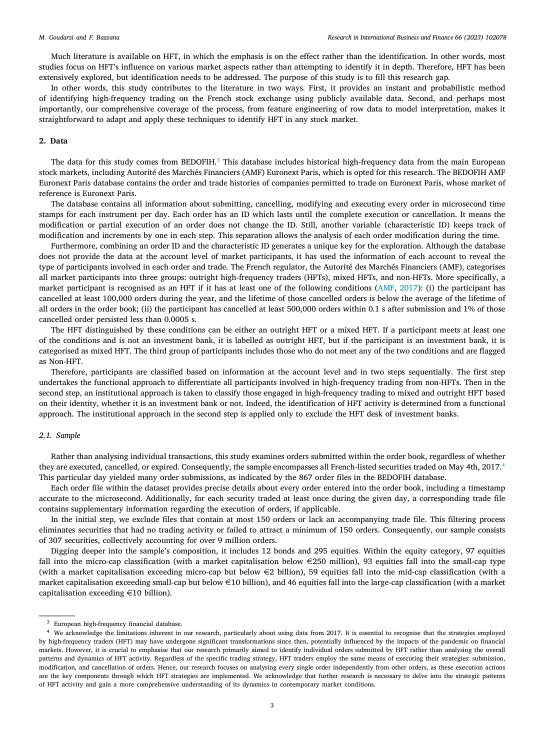 M. Goudarzi and F. Bazzana
Research in International Business and Finance 66 (2023) 102078
Much literature is available on HFT, in which the emphasis is on the effect rather than the identification. In other words, most
studies focus on HFT's influence on various market aspects rather than attempting to identify it in depth. Therefore, HFT has been
extensively explored, but identification needs to be addressed. The purpose of this study is to fill this research gap.
In other words, this study contributes to the literature in two ways. First, it provides an instant and probabilistic method
of identifying high-frequency trading on the French stock exchange using publicly available data. Second, and perhaps most
importantly, our comprehensive coverage of the process, from feature engineering of row data to model interpretation, makes it
straightforward to adapt and apply these techniques to identify HFT in any stock market.
2. Data
The data for this study comes from BEDOFIH.3 This database includes historical high-frequency data from the main European
stock markets, including Autorité des Marchés Financiers (AMF) Euronext Paris, which is opted for this research. The BEDOFIH AMF
Euronext Paris database contains the order and trade histories of companies permitted to trade on Euronext Paris, whose market of
reference is Euronext Paris.
The database contains all information about submitting, cancelling, modifying and executing every order in microsecond time
stamps for each instrument per day. Each order has an ID which lasts until the complete execution or cancellation. It means the
modification or partial execution of an order does not change the ID. Still, another variable (characteristic ID) keeps track of
modification and increments by one in each step. This separation allows the analysis of each order modification during the time.
Furthermore, combining an order ID and the characteristic ID generates a unique key for the exploration. Although the database
does not provide the data at the account level of market participants, it has used the information of each account to reveal the
type of participants involved in each order and trade. The French regulator, the Autorité des Marchés Financiers (AMF), categorises
all market participants into three groups: outright high-frequency traders (HFTs), mixed HFTs, and non-HFTs. More specifically, a
market participant is recognised as an HFT if it has at least one of the following conditions (AMF, 2017): (i) the participant has
cancelled at least 100,000 orders during the year, and the lifetime of those cancelled orders is below the average of the lifetime of
all orders in the order book; (ii) the participant has cancelled at least 500,000 orders within 0.1 s after submission and 1% of those
cancelled order persisted less than 0.0005 s.
The HFT distinguished by these conditions can be either an outright HFT or a mixed HFT. If a participant meets at least one
of the conditions and is not an investment bank, it is labelled as outright HFT, but if the participant is an investment bank, it is
categorised as mixed HFT. The third group of participants includes those who do not meet any of the two conditions and are flagged
as Non-HFT.
Therefore, participants are classified based on information at the account level and in two steps sequentially. The first step
undertakes the functional approach to differentiate all participants involved in high-frequency trading from non-HFTs. Then in the
second step, an institutional approach is taken to classify those engaged in high-frequency trading to mixed and outright HFT based
on their identity, whether it is an investment bank or not. Indeed, the identification of HFT activity is determined from a functional
approach. The institutional approach in the second step is applied only to exclude the HFT desk of investment banks.
2.1. Sample
Rather than analysing individual transactions, this study examines orders submitted within the order book, regardless of whether
they are executed, cancelled, or expired. Consequently, the sample encompasses all French-listed securities traded on May 4th, 2017.4
This particular day yielded many order submissions, as indicated by the 867 order files in the BEDOFIH database.
Each order file within the dataset provides precise details about every order entered into the order book, including a timestamp
accurate to the microsecond. Additionally, for each security traded at least once during the given day, a corresponding trade file
contains supplementary information regarding the execution of orders, if applicable.
In the initial step, we exclude files that contain at most 150 orders or lack an accompanying trade file. This filtering process
eliminates securities that had no trading activity or failed to attract a minimum of 150 orders. Consequently, our sample consists
of 307 securities, collectively accounting for over 9 million orders.
Digging deeper into the sample's composition, it includes 12 bonds and 295 equities. Within the equity category, 97 equities
fall into the micro-cap classification (with a market capitalisation below €250 million), 93 equities fall into the small-cap type
(with a market capitalisation exceeding micro-cap but below €2 billion), 59 equities fall into the mid-cap classification (with a
market capitalisation exceeding small-cap but below €10 billion), and 46 equities fall into the large-cap classification (with a
market capitalisation exceeding €10 billion).
3 European high-frequency financial database.
4 We acknowledge the limitations inherent in our research, particularly about using data from 2017. It is essential to recognise that the strategies employed
by high-frequency traders (HFT) may have undergone significant transformations since then, potentially influenced by the impacts of the pandemic on financial
markets. However, it is crucial to emphasise that our research primarily aimed to identify individual orders submitted by HFT rather than analysing the overall
patterns and dynamics of HFT activity. Regardless of the specific trading strategy, HFT traders employ the same means of executing their strategies: submission,
modification, and cancellation of orders. Hence, our research focuses on analysing every single order independently from other orders, as these execution actions
are the key components through which HFT strategies are implemented. We acknowledge that further research is necessary to delve into the strategic patterns
of HFT activity and gain a more comprehensive understanding of its dynamics in contemporary market conditions.
3